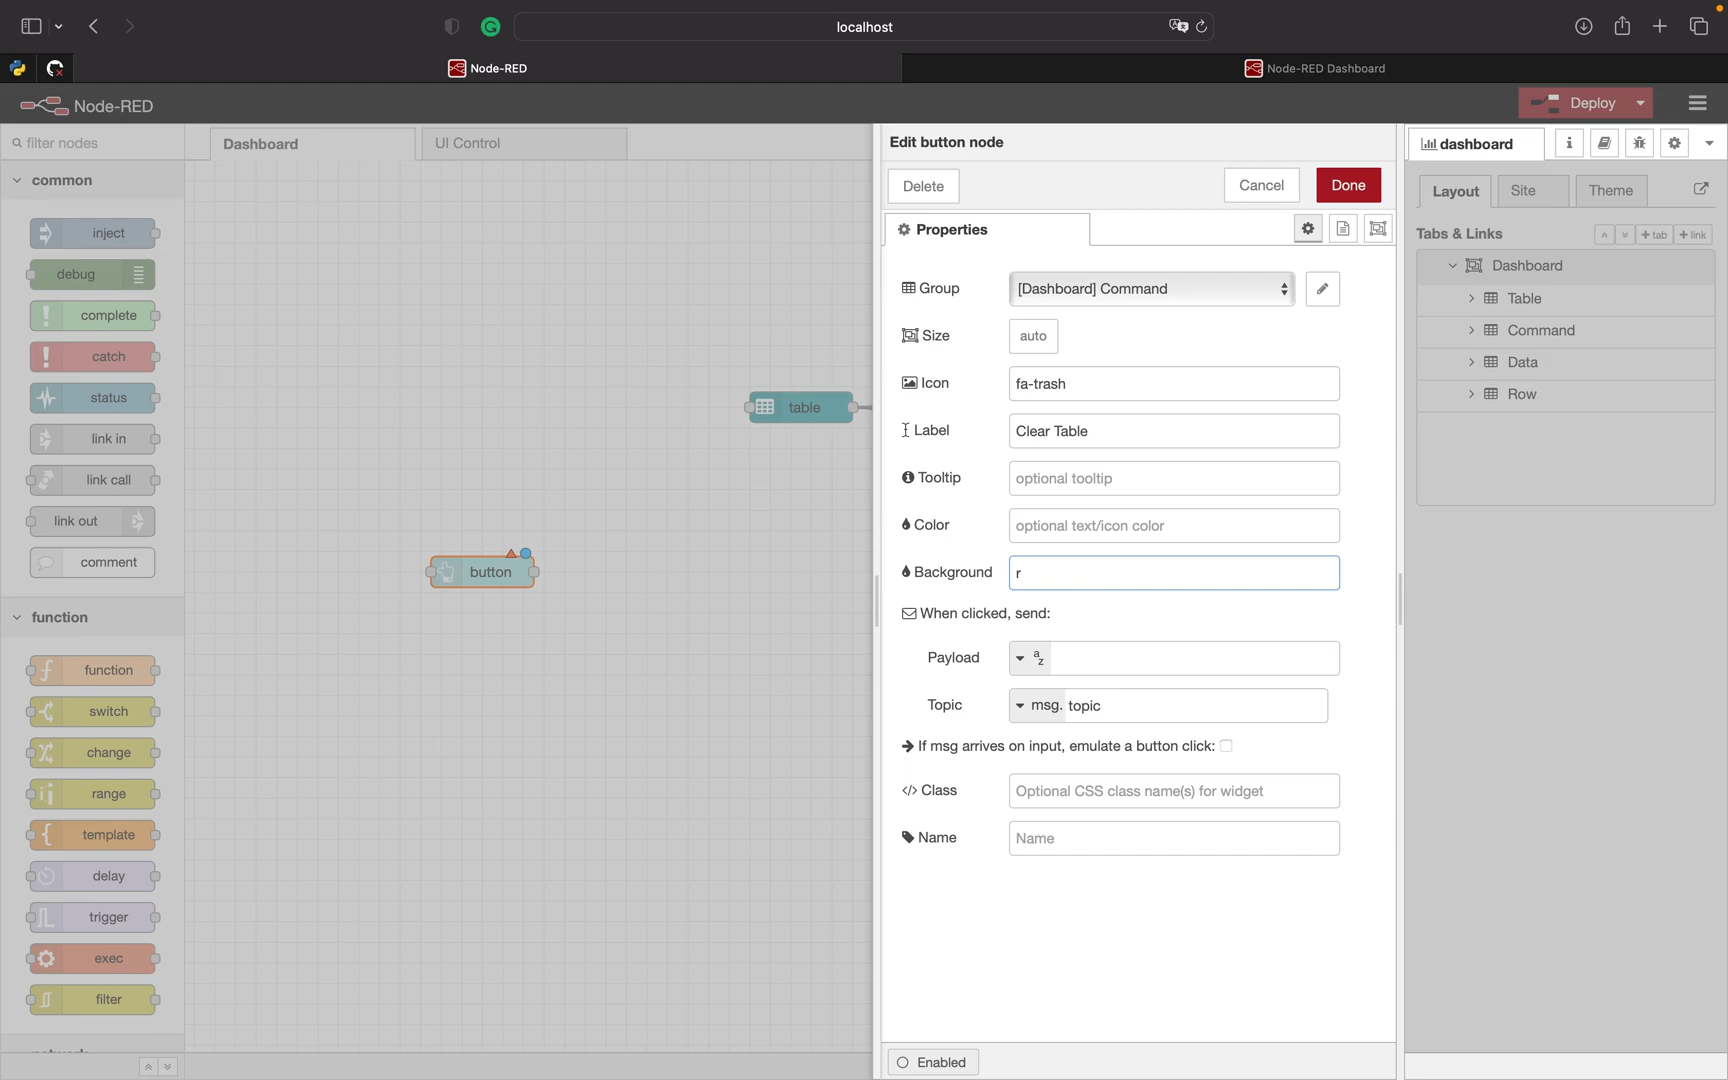 localhost
Node-RED
Node-RED Dashboard
Node-RED
Deploy
filter nodes
Dashboard
UI Control
Edit button node
dashboard
Delete
Cancel
Done
Layout
Site
Theme
common
Properties
Tabs & Links
+ tab
+ link
inject
Group
[Dashboard] Command
Dashboard
debug
Size
auto
Table
complete
Command
catch
Icon
fa-trash
Data
status
table
Row
link in
Label
Clear Table
link call
Tooltip
optional tooltip
link out
Color
optional text/icon color
comment
button
Background
r
function
When clicked, send:
function
Payload
a
z
switch
Topic
msg. topic
change
If msg arrives on input, emulate a button click:
range
</> Class
Optional CSS class name(s) for widget
template
Name
Name
delay
trigger
exec
filter
Enabled